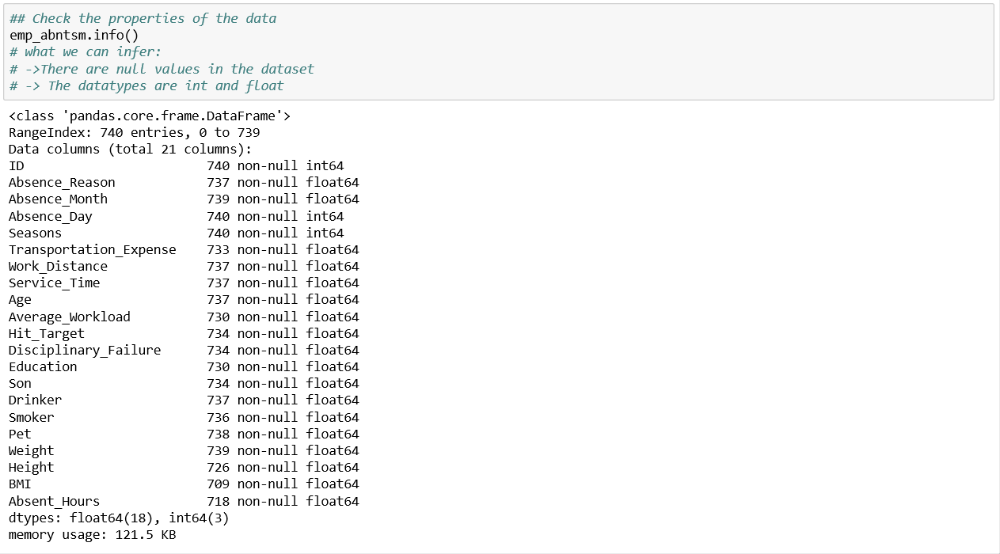 ## Check the properties of the data
emp_abntsm.info()
# what we can infer:
# ->There are null values in the dataset
# -> The datatypes are int and float
<class 'pandas.core.frame.DataFrame'>
RangeIndex: 740 entries, 0 to 739
Data columns (total 21 columns):
ID                        740 non-null int64
Absence_Reason            737 non-null float64
Absence_Month             739 non-null float64
Absence_Day               740 non-null int64
Seasons                   740 non-null int64
Transportation_Expense    733 non-null float64
Work_Distance             737 non-null float64
Service_Time              737 non-null float64
Age                       737 non-null float64
Average_Workload          730 non-null float64
Hit_Target                734 non-null float64
Disciplinary_Failure      734 non-null float64
Education                 730 non-null float64
Son                       734 non-null float64
Drinker                   737 non-null float64
Smoker                    736 non-null float64
Pet                       738 non-null float64
Weight                    739 non-null float64
Height                    726 non-null float64
BMI                       709 non-null float64
Absent_Hours              718 non-null float64
dtypes: float64(18), int64(3)
memory usage: 121.5 KB